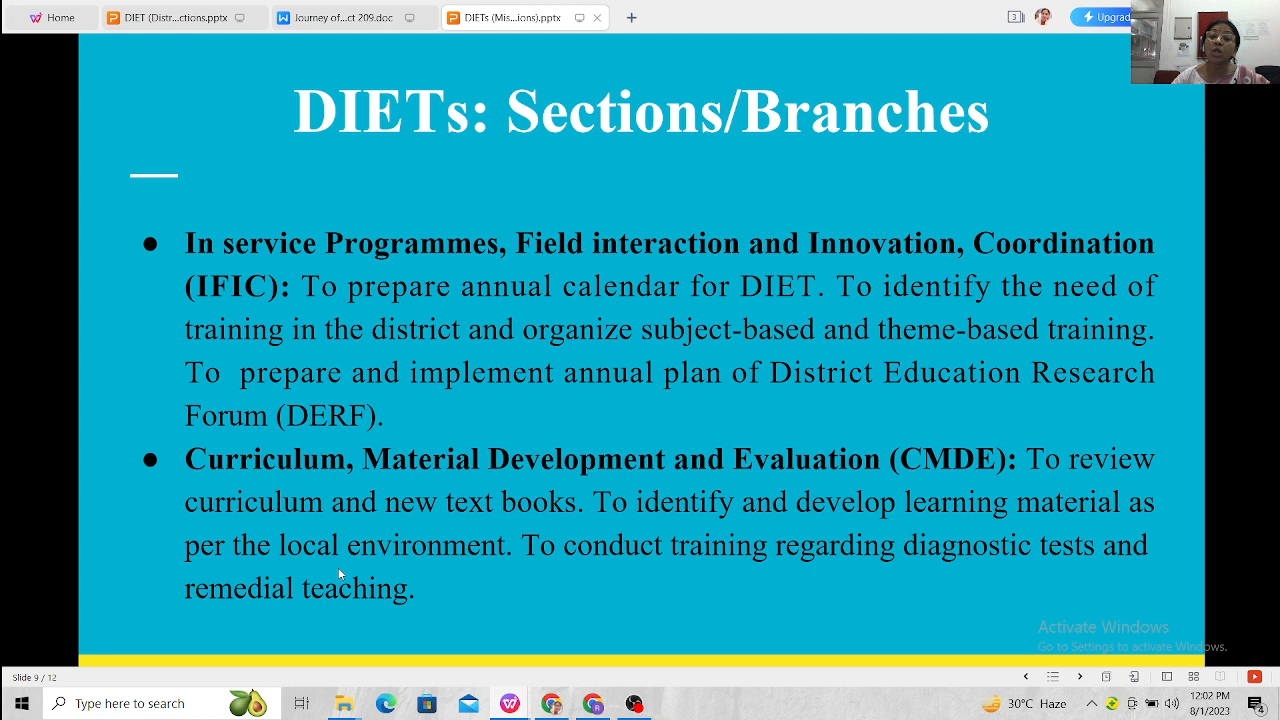 Home
DIET (Distr...tions).pptx
Journey of ct 209.doc
DIETs (Mis...ions).pptx
3
Upgrad
DIETs: Sections/Branches
● In service Programmes, Field interaction and Innovation, Coordination
(IFIC): To prepare annual calendar for DIET. To identify the need of
training in the district and organize subject-based and theme-based training.
To prepare and implement annual plan of District Education Research
Forum (DERF).
● Curriculum, Material Development and Evaluation (CMDE): To review
curriculum and new text books. To identify and develop learning material as
per the local environment. To conduct training regarding diagnostic tests and
remedial teaching.
Activate Windows
Go to Settings to activate Windows.
Slide 9 / 12
Type here to search
30°C Haze
12:02 PM
8/1/2023
4